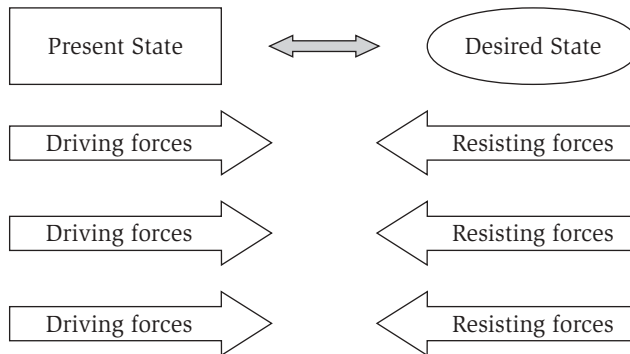 Present State
Desired State
Driving forces
Resisting forces
Driving forces
Resisting forces
Driving forces
Resisting forces